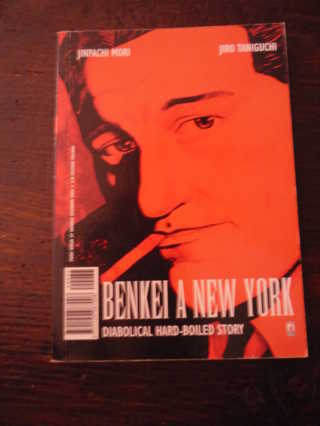 JINPACHI MORI
JIRO TANIGUCHI
BENKEI A NEW YORK
DIABOLICAL HARD-BOILED STORY